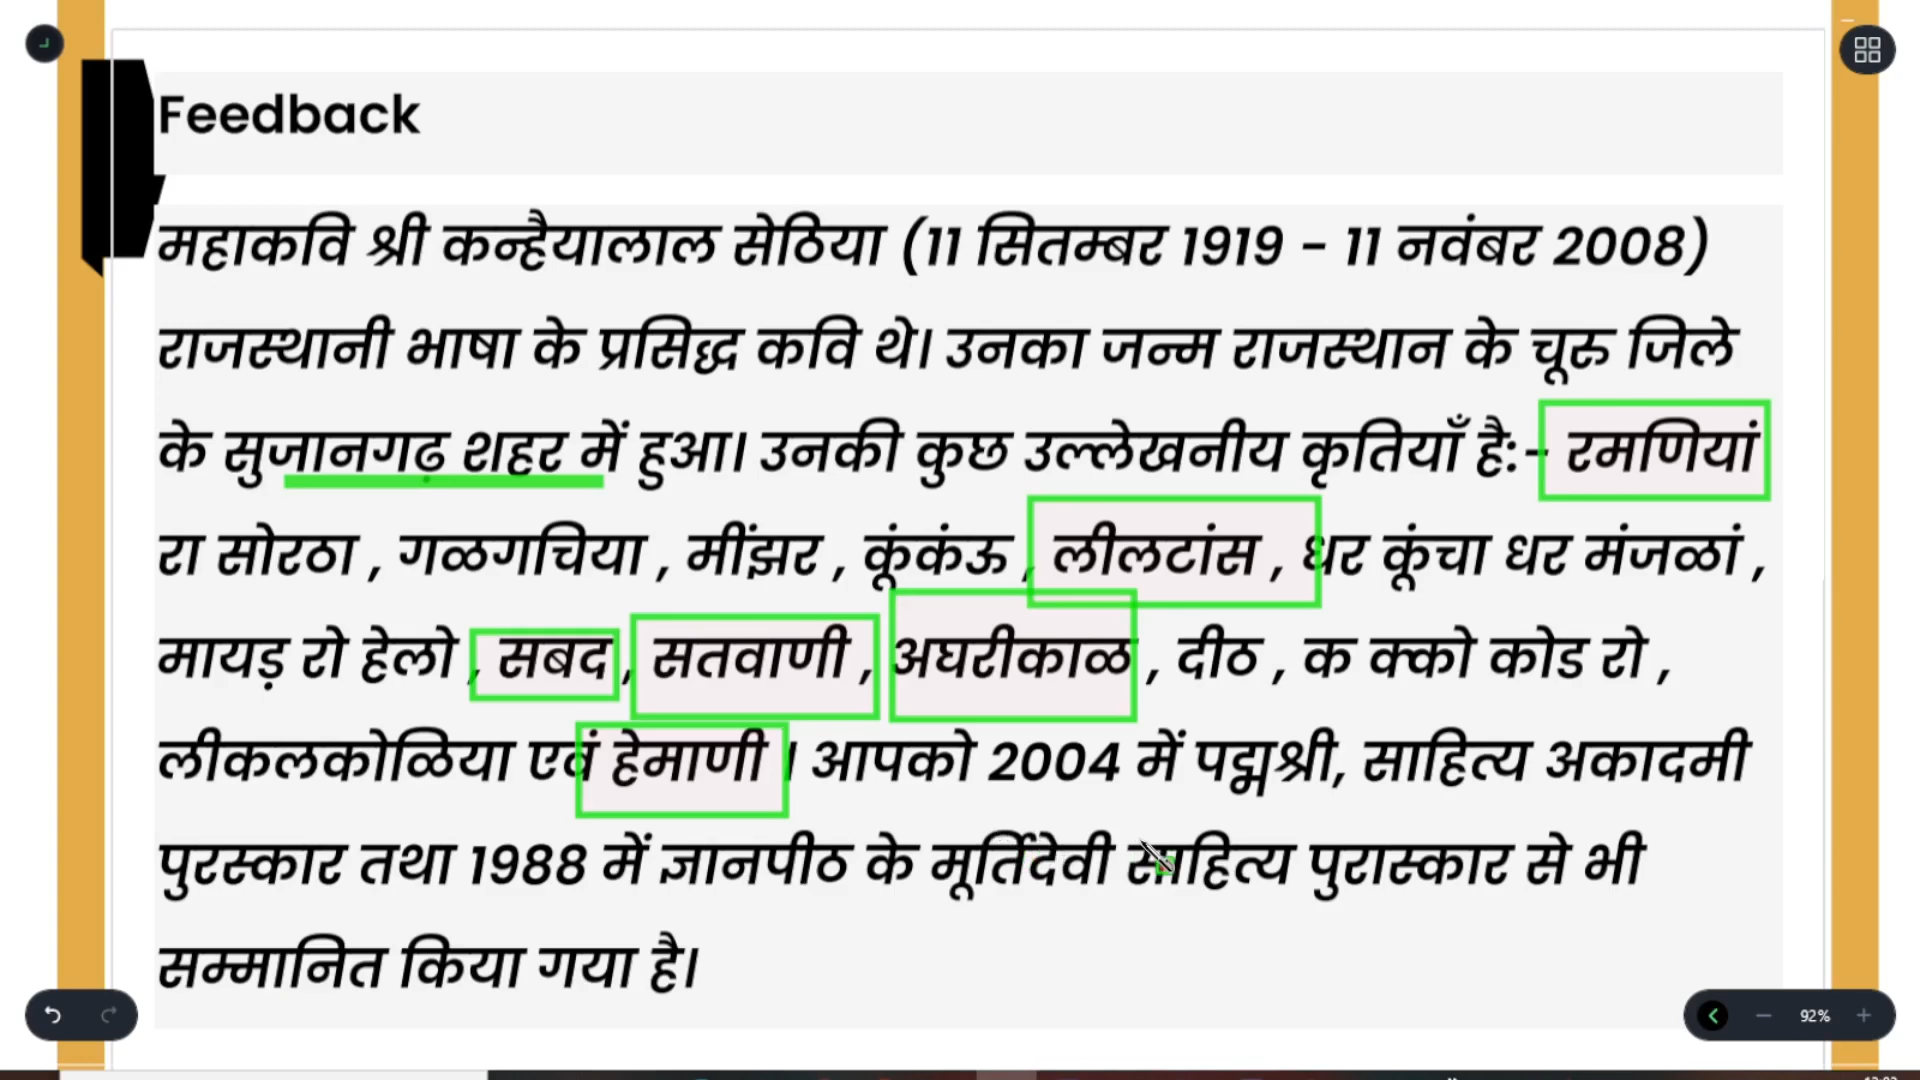 Feedback
महाकवि श्री कन्हैयालाल सेठिया (11 सितम्बर 1919 - 11 नवंबर 2008)
राजस्थानी भाषा के प्रसिद्ध कवि थे। उनका जन्म राजस्थान के चूरु जिले
के सुजानगढ़ शहर में हुआ। उनकी कुछ उल्लेखनीय कृतियाँ है:- रमणियां
रा सोरठा , गळगचिया , मींझर , कूंकंऊ , लीलटांस , धर कूंचा धर मंजळां ,
मायड़ रो हेलो , सबद , सतवाणी , अघरीकाळ , दीठ , क क्को कोड रो ,
लीकलकोळिया एवं हेमाणी । आपको 2004 में पद्मश्री, साहित्य अकादमी
पुरस्कार तथा 1988 में ज्ञानपीठ के मूर्तिदेवी साहित्य पुरास्कार से भी
सम्मानित किया गया है।
92%